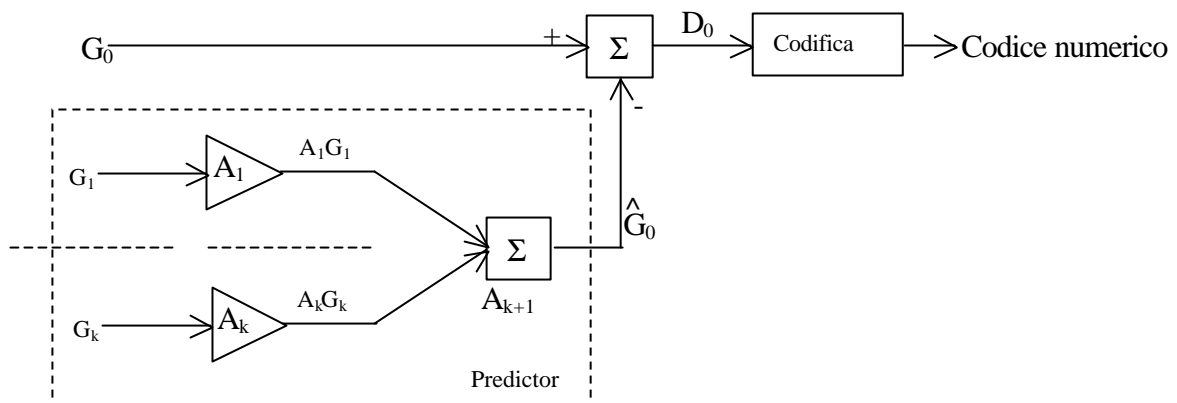 G₀
+
Σ
D₀
Codifica
Codice numerico
-
G₁
A₁
A₁G₁
Ĝ₀
Σ
A₍k+1₎
Gₖ
Aₖ
AₖGₖ
Predictor